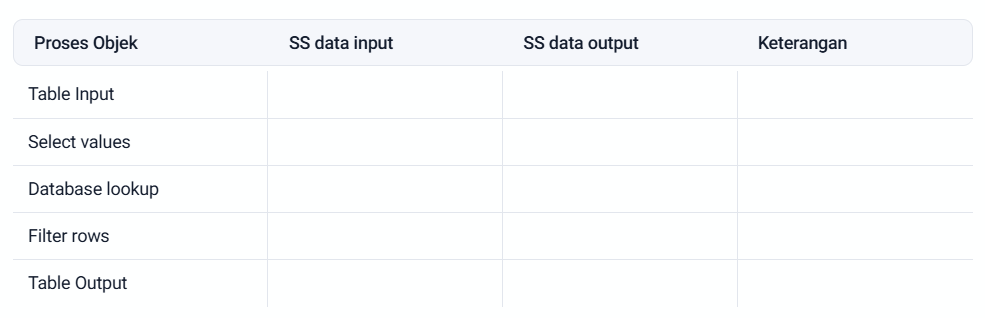 Proses Objek SS data input SS data output Keterangan
Table Input
Select values
Database lookup
Filter rows
Table Output